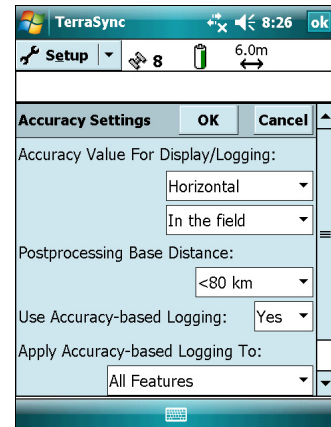 TerraSync 8:26 ok
Setup 8 6.0m
Accuracy Settings OK Cancel
Accuracy Value For Display/Logging:
Horizontal
In the field
Postprocessing Base Distance:
<80 km
Use Accuracy-based Logging: Yes
Apply Accuracy-based Logging To:
All Features